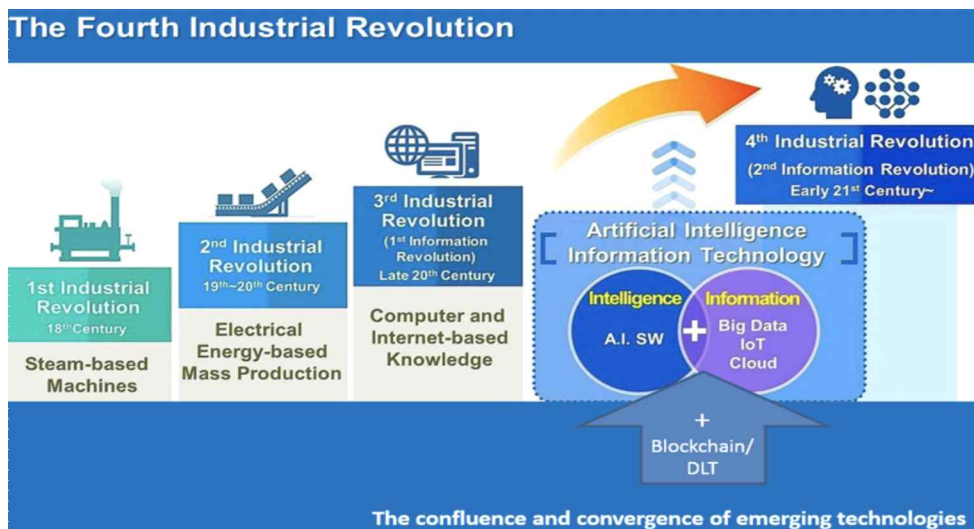 The Fourth Industrial Revolution
1st Industrial
Revolution
18th Century
Steam-based
Machines
2nd Industrial
Revolution
19th~20th Century
Electrical
Energy-based
Mass Production
3rd Industrial
Revolution
(1st Information
Revolution)
Late 20th Century
Computer and
Internet-based
Knowledge
4th Industrial Revolution
(2nd Information Revolution)
Early 21st Century~
Artificial Intelligence
Information Technology
Intelligence
A.I. SW
+
Information
Big Data
IoT
Cloud
+
Blockchain/
DLT
The confluence and convergence of emerging technologies